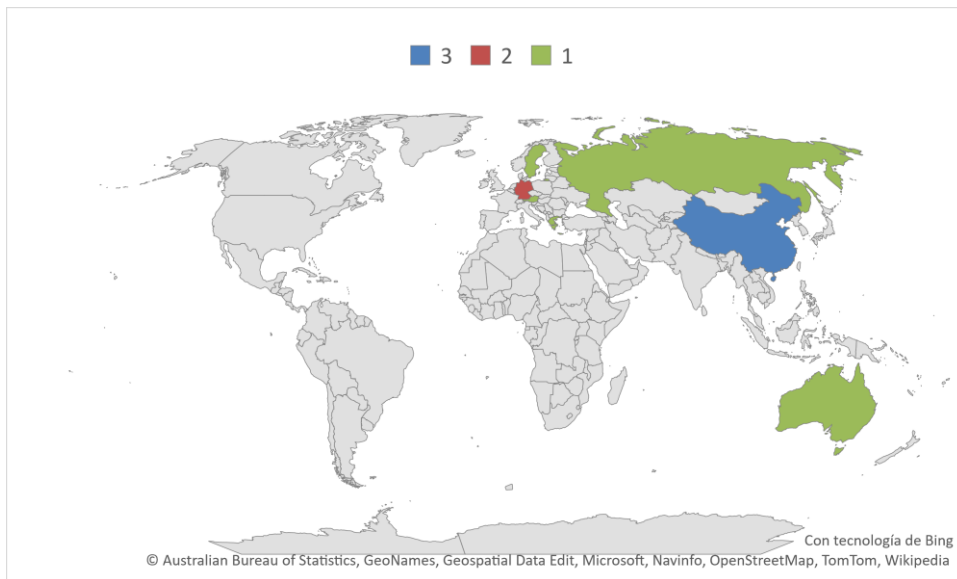 3 2 1
Con tecnología de Bing
© Australian Bureau of Statistics, GeoNames, Geospatial Data Edit, Microsoft, Navinfo, OpenStreetMap, TomTom, Wikipedia